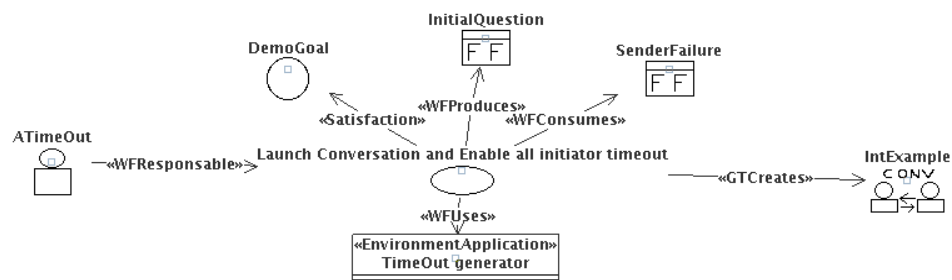 InitialQuestion
DemoGoal
SenderFailure
F F
F F
«WFProduces»
«Satisfaction»
«WFConsumes»
ATimeOut
«WFResponsable»
Launch Conversation and Enable all initiator timeout
IntExample
CONV
«GTCreates»
«WFUses»
«EnvironmentApplication»
TimeOut generator